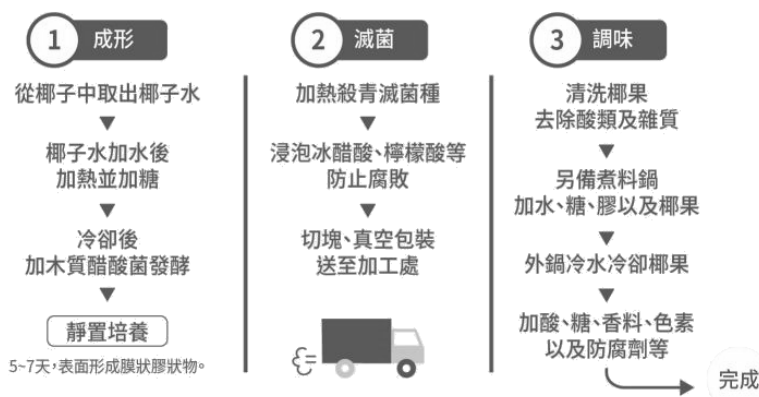 1 成形
從椰子中取出椰子水
▼
椰子水加水後
加熱並加糖
▼
冷卻後
加木質醋酸菌發酵
▼
靜置培養
5~7天，表面形成膜狀膠狀物。
2 滅菌
加熱殺青滅菌種
▼
浸泡冰醋酸、檸檬酸等
防止腐敗
▼
切塊、真空包裝
送至加工處
3 調味
清洗椰果
去除酸類及雜質
▼
另備煮料鍋
加水、糖、膠以及椰果
▼
外鍋冷水冷卻椰果
▼
加酸、糖、香料、色素
以及防腐劑等
完成